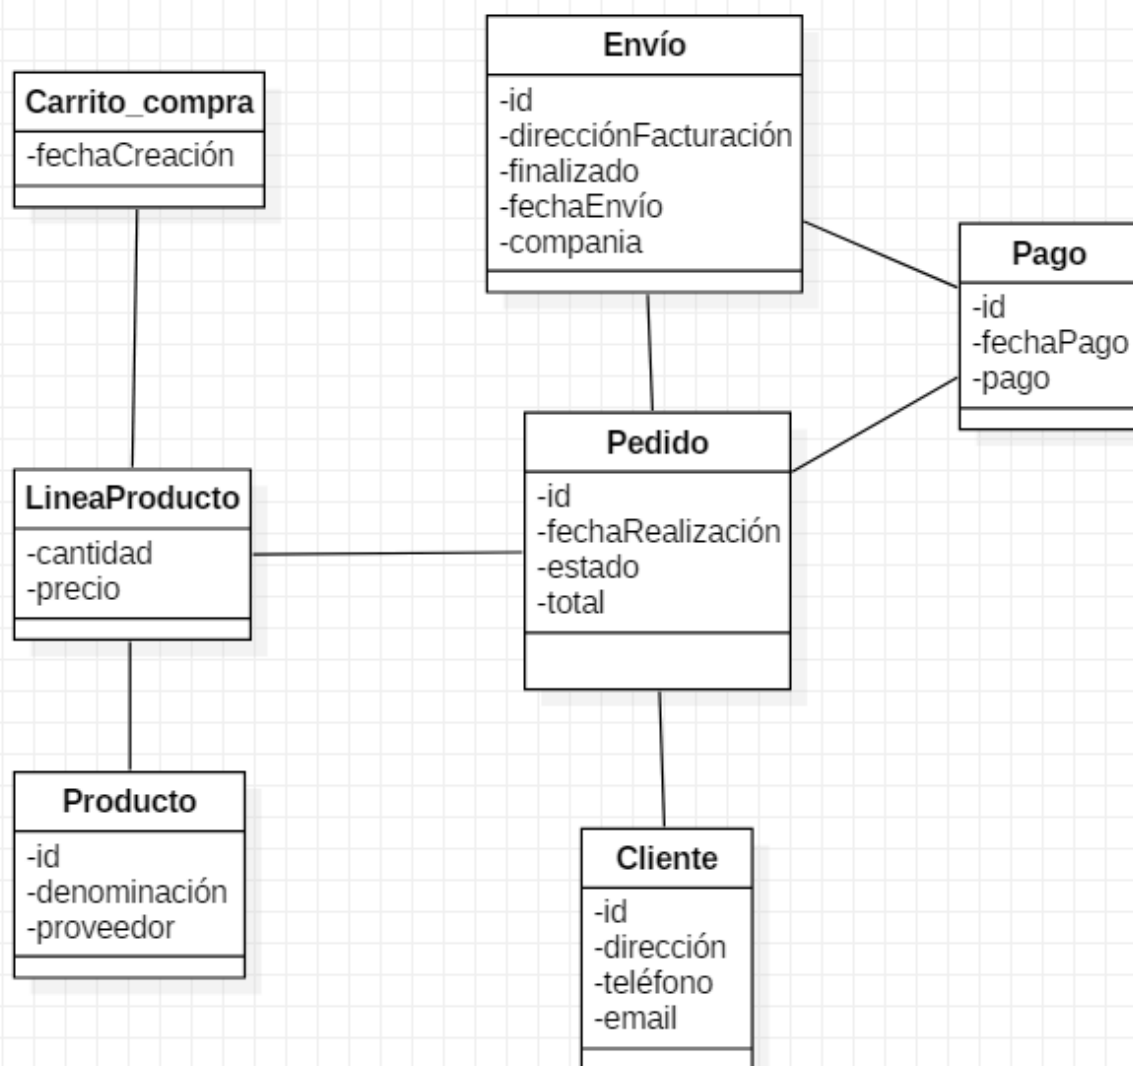 Envío
-id
-direcciónFacturación
-finalizado
-fechaEnvío
-compania
Carrito_compra
-fechaCreación
Pago
-id
-fechaPago
-pago
Pedido
-id
-fechaRealización
-estado
-total
LineaProducto
-cantidad
-precio
Producto
-id
-denominación
-proveedor
Cliente
-id
-dirección
-teléfono
-email